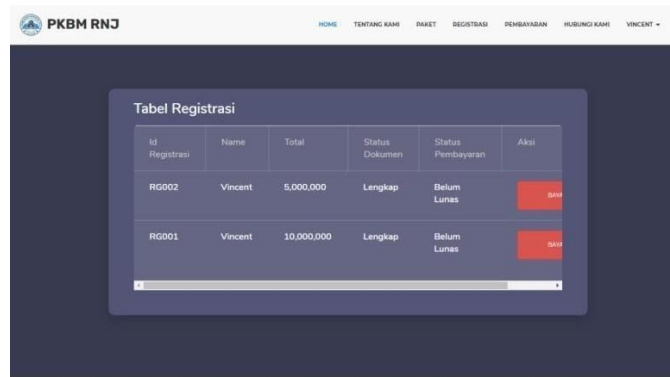 PKBM RNJ
HOME TENTANG KAMI PAKET REGISTRASI PEMBAYARAN HUBUNGI KAMI VINCENT
Tabel Registrasi
Id Name Total Status Status Aksi
Registrasi Dokumen Pembayaran
RG002 Vincent 5,000,000 Lengkap Belum
Lunas
BAYA
RG001 Vincent 10,000,000 Lengkap Belum
Lunas
BAYA